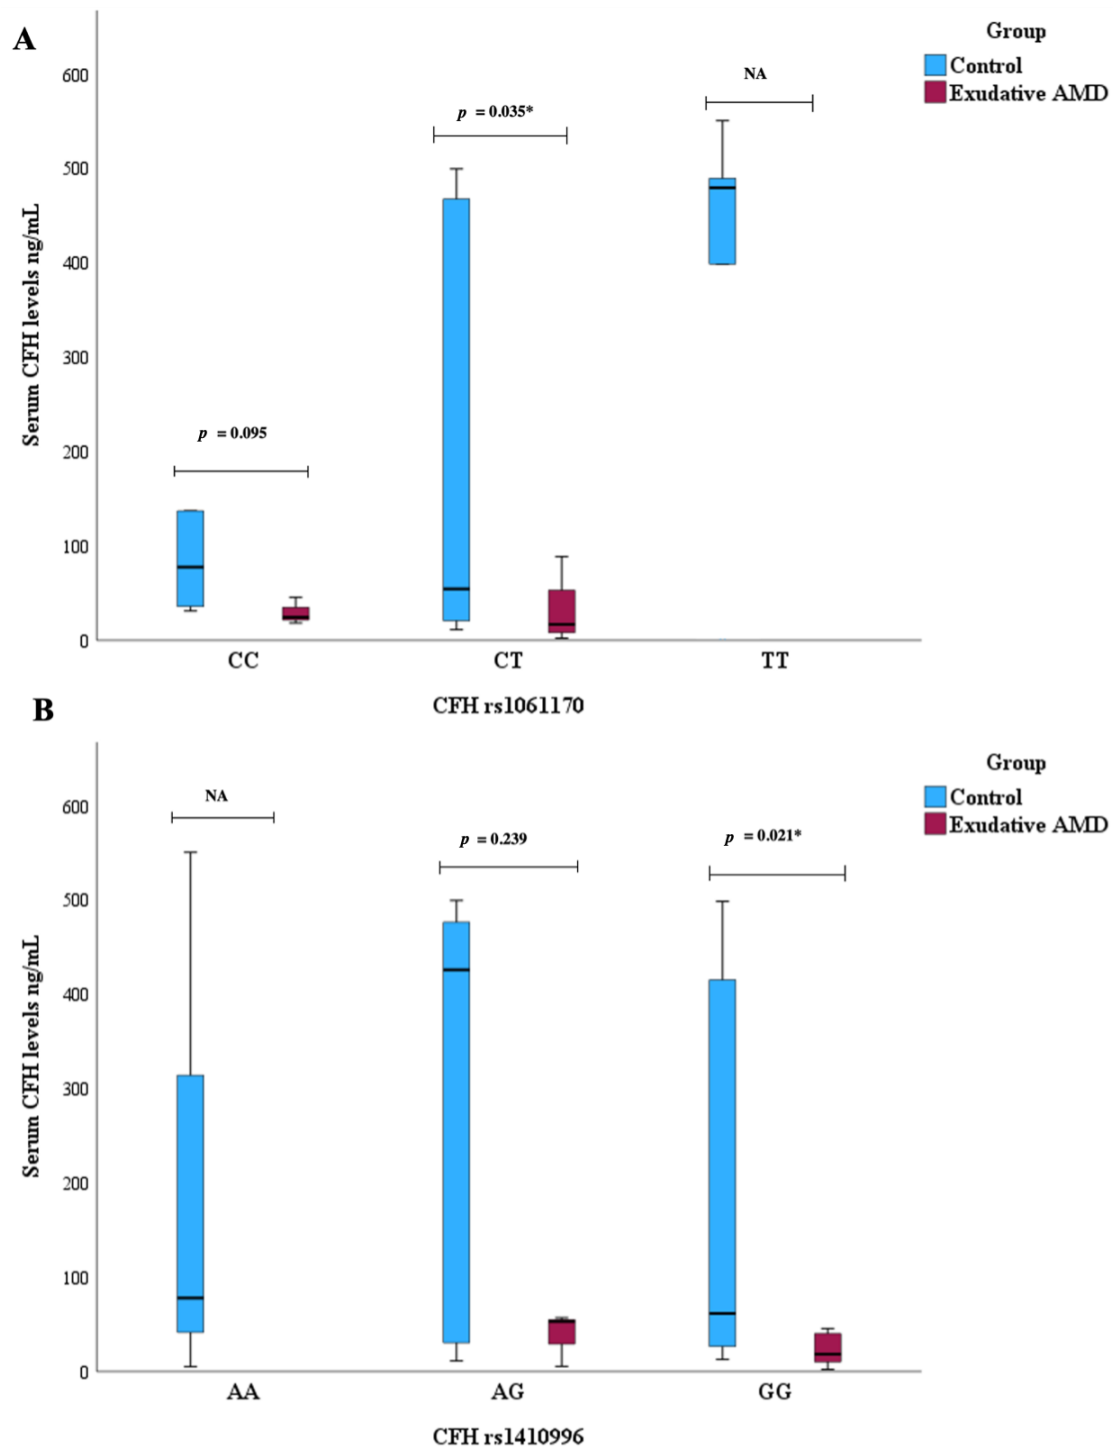 A
Group
Control
Exudative AMD
600
500
400
300
200
100
0
Serum CFH levels ng/mL
p = 0.095
p = 0.035*
NA
CC
CT
TT
CFH rs1061170
B
Group
Control
Exudative AMD
600
500
400
300
200
100
0
Serum CFH levels ng/mL
NA
p = 0.239
p = 0.021*
AA
AG
GG
CFH rs1410996